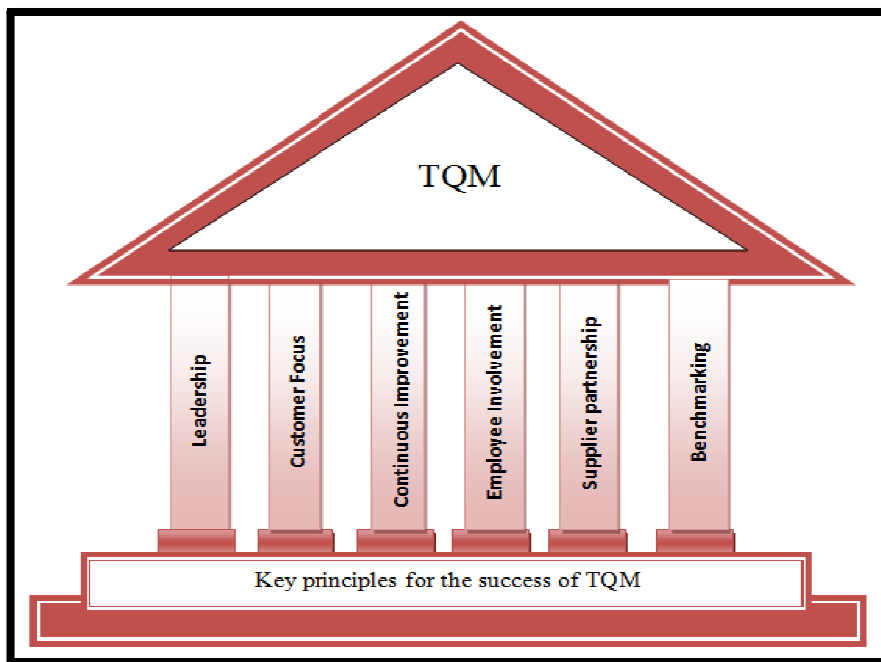 TQM
Leadership
Customer Focus
Continuous Improvement
Employee Involvement
Supplier partnership
Benchmarking
Key principles for the success of TQM